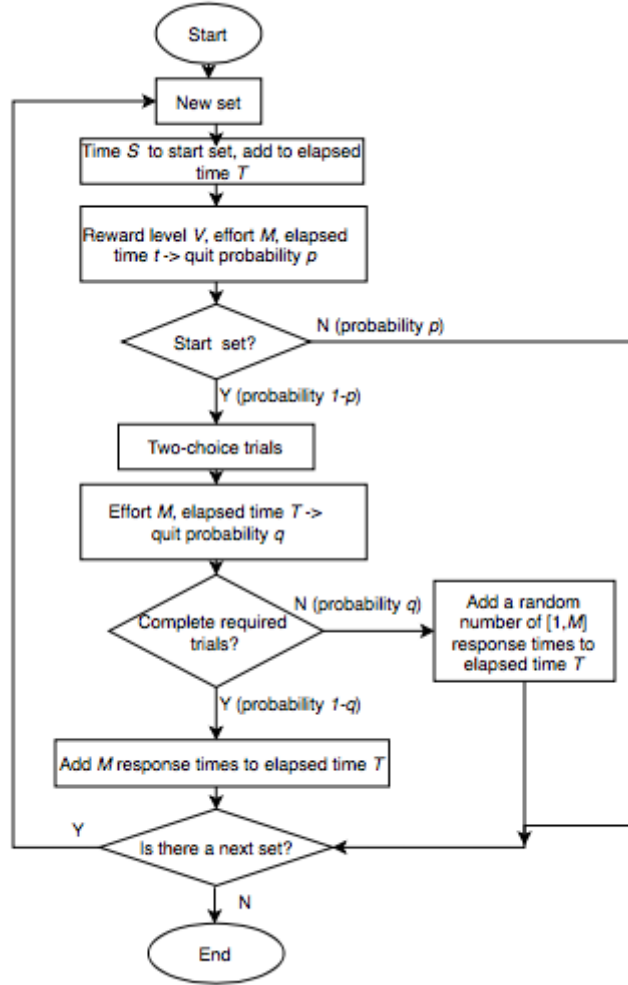 Start
New set
Time S to start set, add to elapsed
time T
Reward level V, effort M, elapsed
time t -> quit probability p
N (probability p)
Start set?
Y (probability 1-p)
Two-choice trials
Effort M, elapsed time T ->
quit probability q
N (probability q)
Complete required
trials?
Add a random
number of [1,M]
response times to
elapsed time T
Y (probability 1-q)
Add M response times to elapsed time T
Y
Is there a next set?
N
End